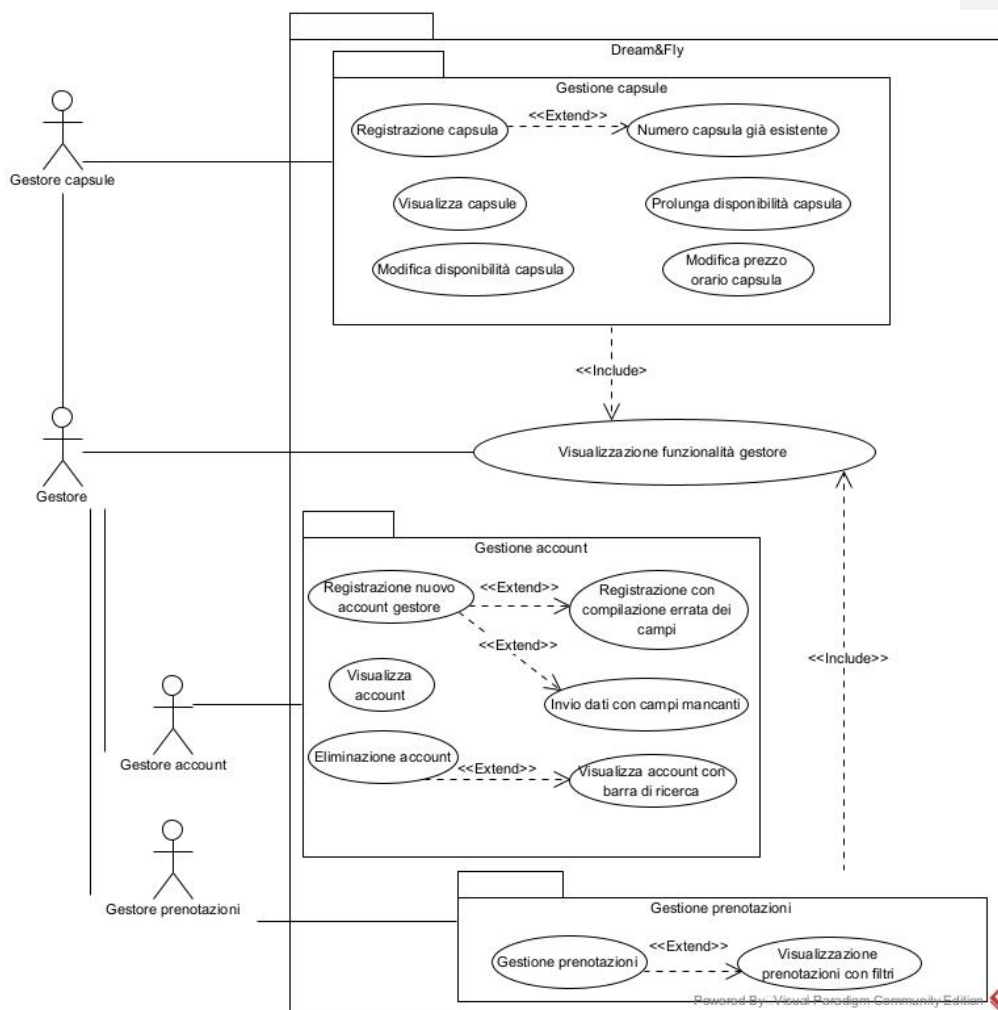 Dream&Fly
Gestione capsule
Registrazione capsula
<<Extend>>
Numero capsula già esistente
Gestore capsule
Visualizza capsule
Prolunga disponibilità capsula
Modifica disponibilità capsula
Modifica prezzo
orario capsula
<<Include>
Visualizzazione funzionalità gestore
Gestore
Gestione account
Registrazione nuovo
account gestore
<<Extend>>
Registrazione con
compilazione errata dei
campi
<<Extend>>
<<Include>>
Visualizza
account
Invio dati con campi mancanti
Gestore account
Eliminazione account
<<Extend>>
Visualizza account con
barra di ricerca
Gestore prenotazioni
Gestione prenotazioni
Gestione prenotazioni
<<Extend>>
Visualizzazione
prenotazioni con filtri
Powered By: Visual Paradigm Community Edition